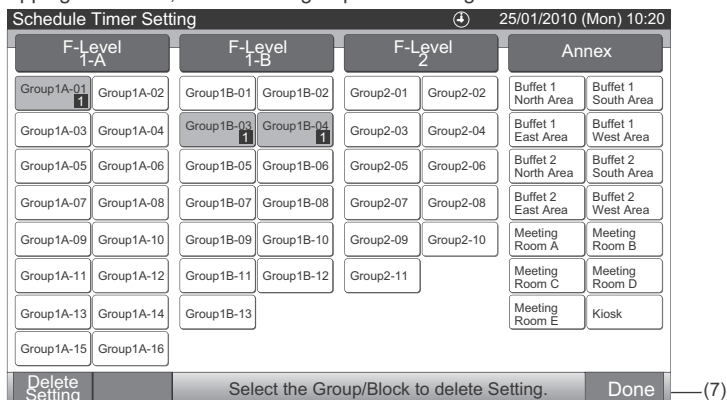 Schedule Timer Setting 25/01/2010 (Mon) 10:20
F-Level
1-A
F-Level
1-B
F-Level
2
Annex
Group1A-01 Group1A-02 Group1B-01 Group1B-02 Group2-01 Group2-02 Buffet 1
North Area Buffet 1
South Area
1
Group1A-03 Group1A-04 Group1B-03 Group1B-04 Group2-03 Group2-04 Buffet 1
East Area Buffet 1
West Area
1 1
Group1A-05 Group1A-06 Group1B-05 Group1B-06 Group2-05 Group2-06 Buffet 2
North Area Buffet 2
South Area
Group1A-07 Group1A-08 Group1B-07 Group1B-08 Group2-07 Group2-08 Buffet 2
East Area Buffet 2
West Area
Group1A-09 Group1A-10 Group1B-09 Group1B-10 Group2-09 Group2-10 Meeting
Room A Meeting
Room B
Group1A-11 Group1A-12 Group1B-11 Group1B-12 Group2-11 Meeting
Room C Meeting
Room D
Group1A-13 Group1A-14 Group1B-13 Meeting
Room E Kiosk
Group1A-15 Group1A-16
Delete
Setting Select the Group/Block to delete Setting. Done (7)